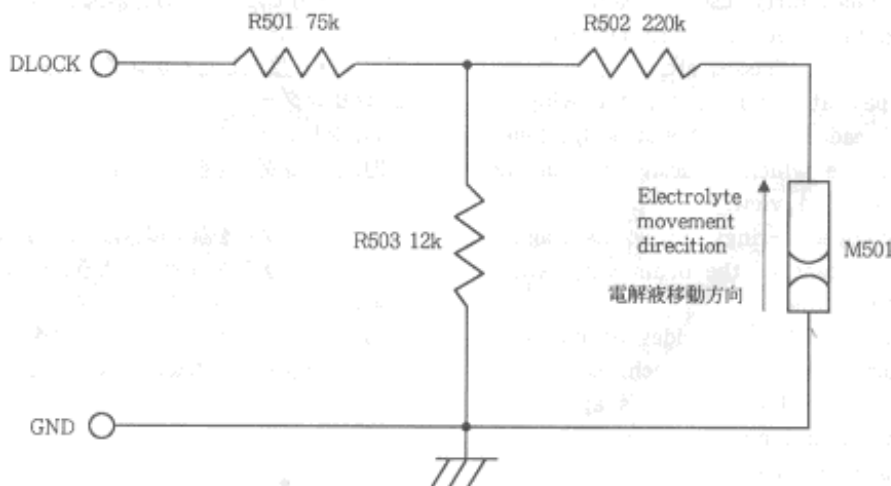 R501 75k
R502 220k
DLOCK
R503 12k
Electrolyte
movement
direcition
電解液移動方向
M501
GND